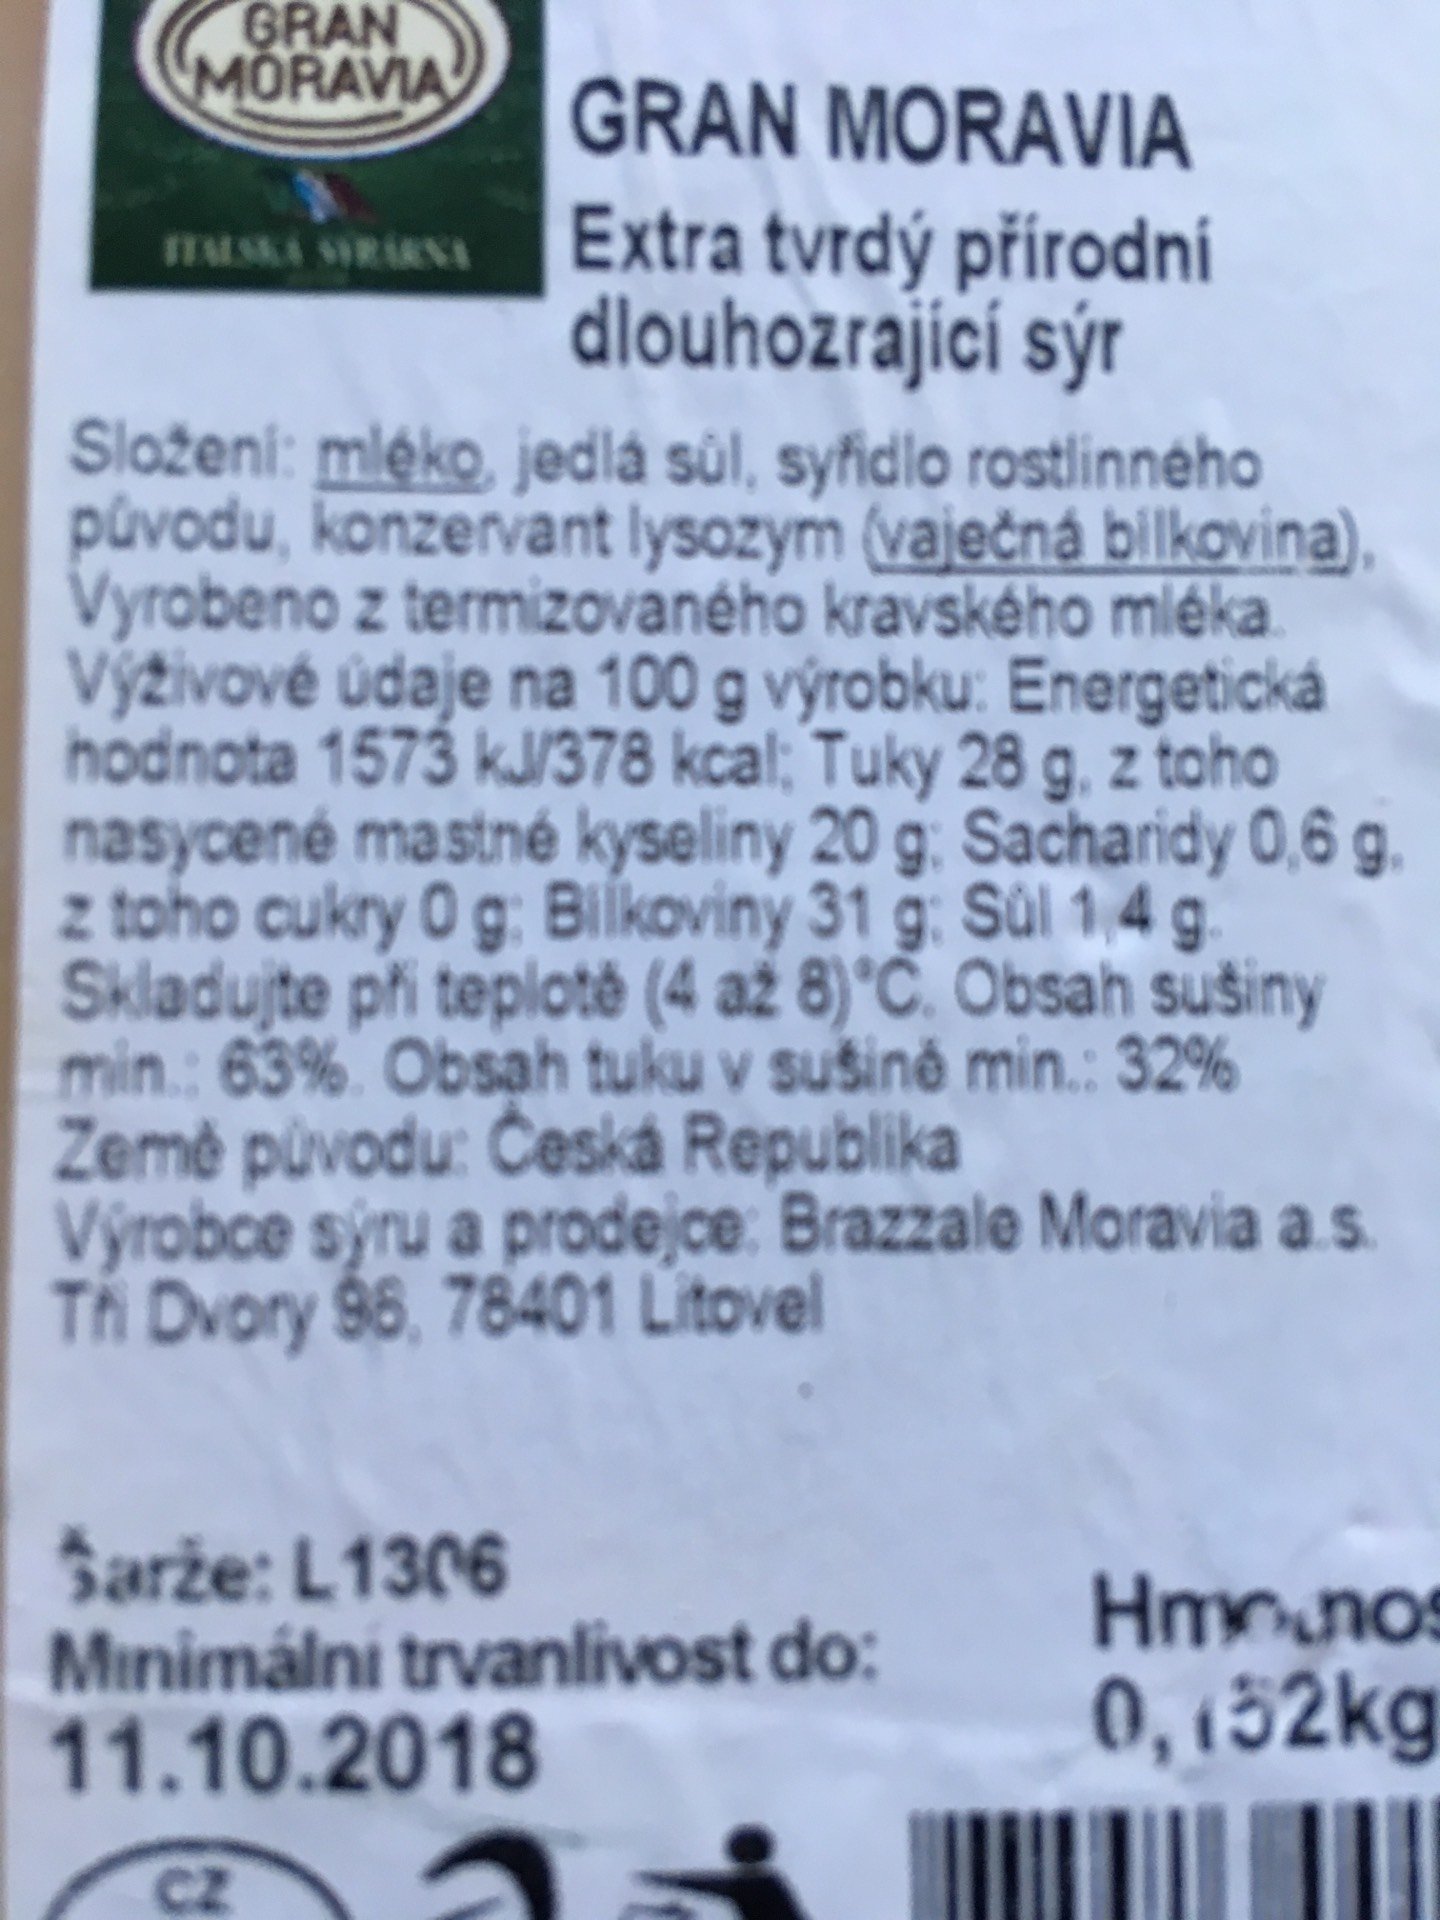 GRAN
MORAVIA
ITALSKÁ SÝRÁRNA
GRAN MORAVIA
Extra tvrdý přírodní
dlouhozrající sýr
Složení: mléko, jedlá sůl, syřidlo rostlinného
původu, konzervant lysozym (vaječná bílkovina).
Vyrobeno z termizovaného kravského mléka.
Výživové údaje na 100 g výrobku: Energetická
hodnota 1573 kJ/378 kcal; Tuky 28 g, z toho
nasycené mastné kyseliny 20 g; Sacharidy 0,6 g,
z toho cukry 0 g; Bílkoviny 31 g; Sůl 1,4 g.
Skladujte při teplotě (4 až 8)°C. Obsah sušiny
min.: 63%. Obsah tuku v sušině min.: 32%
Země původu: Česká Republika
Výrobce sýru a prodejce: Brazzale Moravia a.s.
Tři Dvory 98, 78401 Litovel
Šarže: L1306
Minimální trvanlivost do:
11.10.2018
0,152kg
CZ